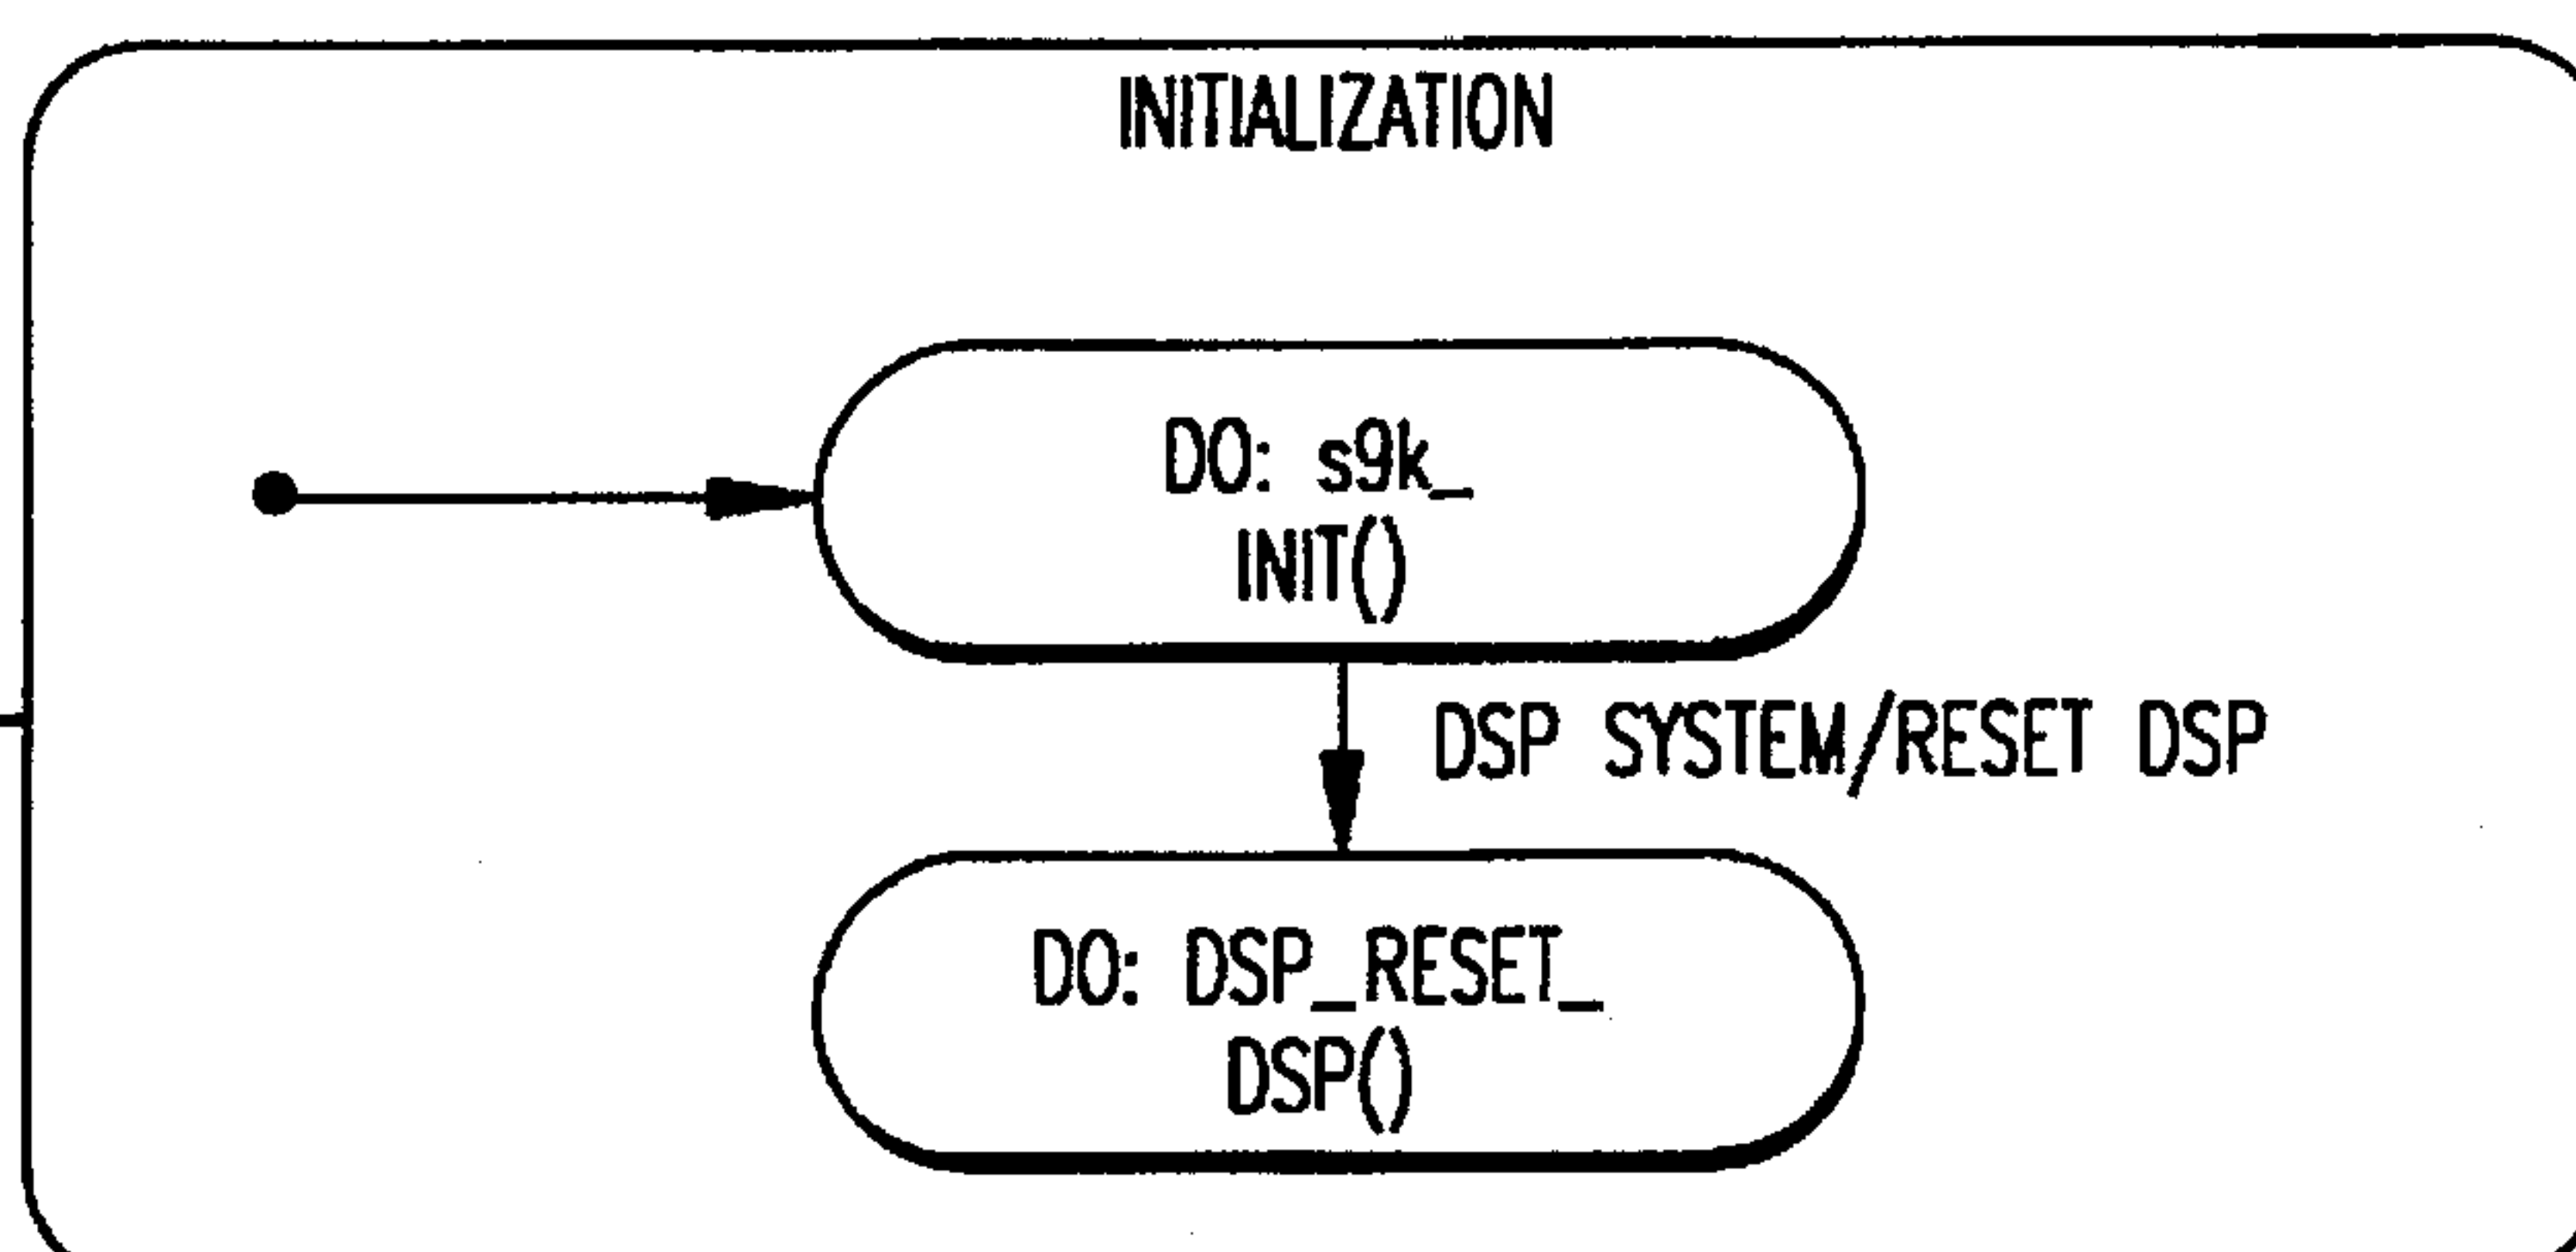 INITIALIZATION
DO: s9k_
INIT()
DSP SYSTEM/RESET DSP
DO: DSP_RESET_
DSP()